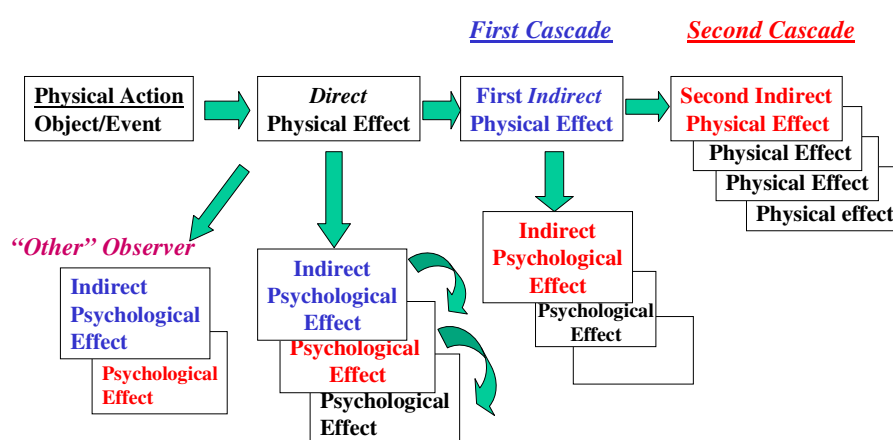 First Cascade
Second Cascade
Physical Action
Object/Event
Direct
Physical Effect
First Indirect
Physical Effect
Second Indirect
Physical Effect
Physical Effect
Physical Effect
Physical effect
“Other” Observer
Indirect
Psychological
Effect
Psychological
Effect
Indirect
Psychological
Effect
Psychological
Effect
Psychological
Effect
Indirect
Psychological
Effect
Psychological
Effect